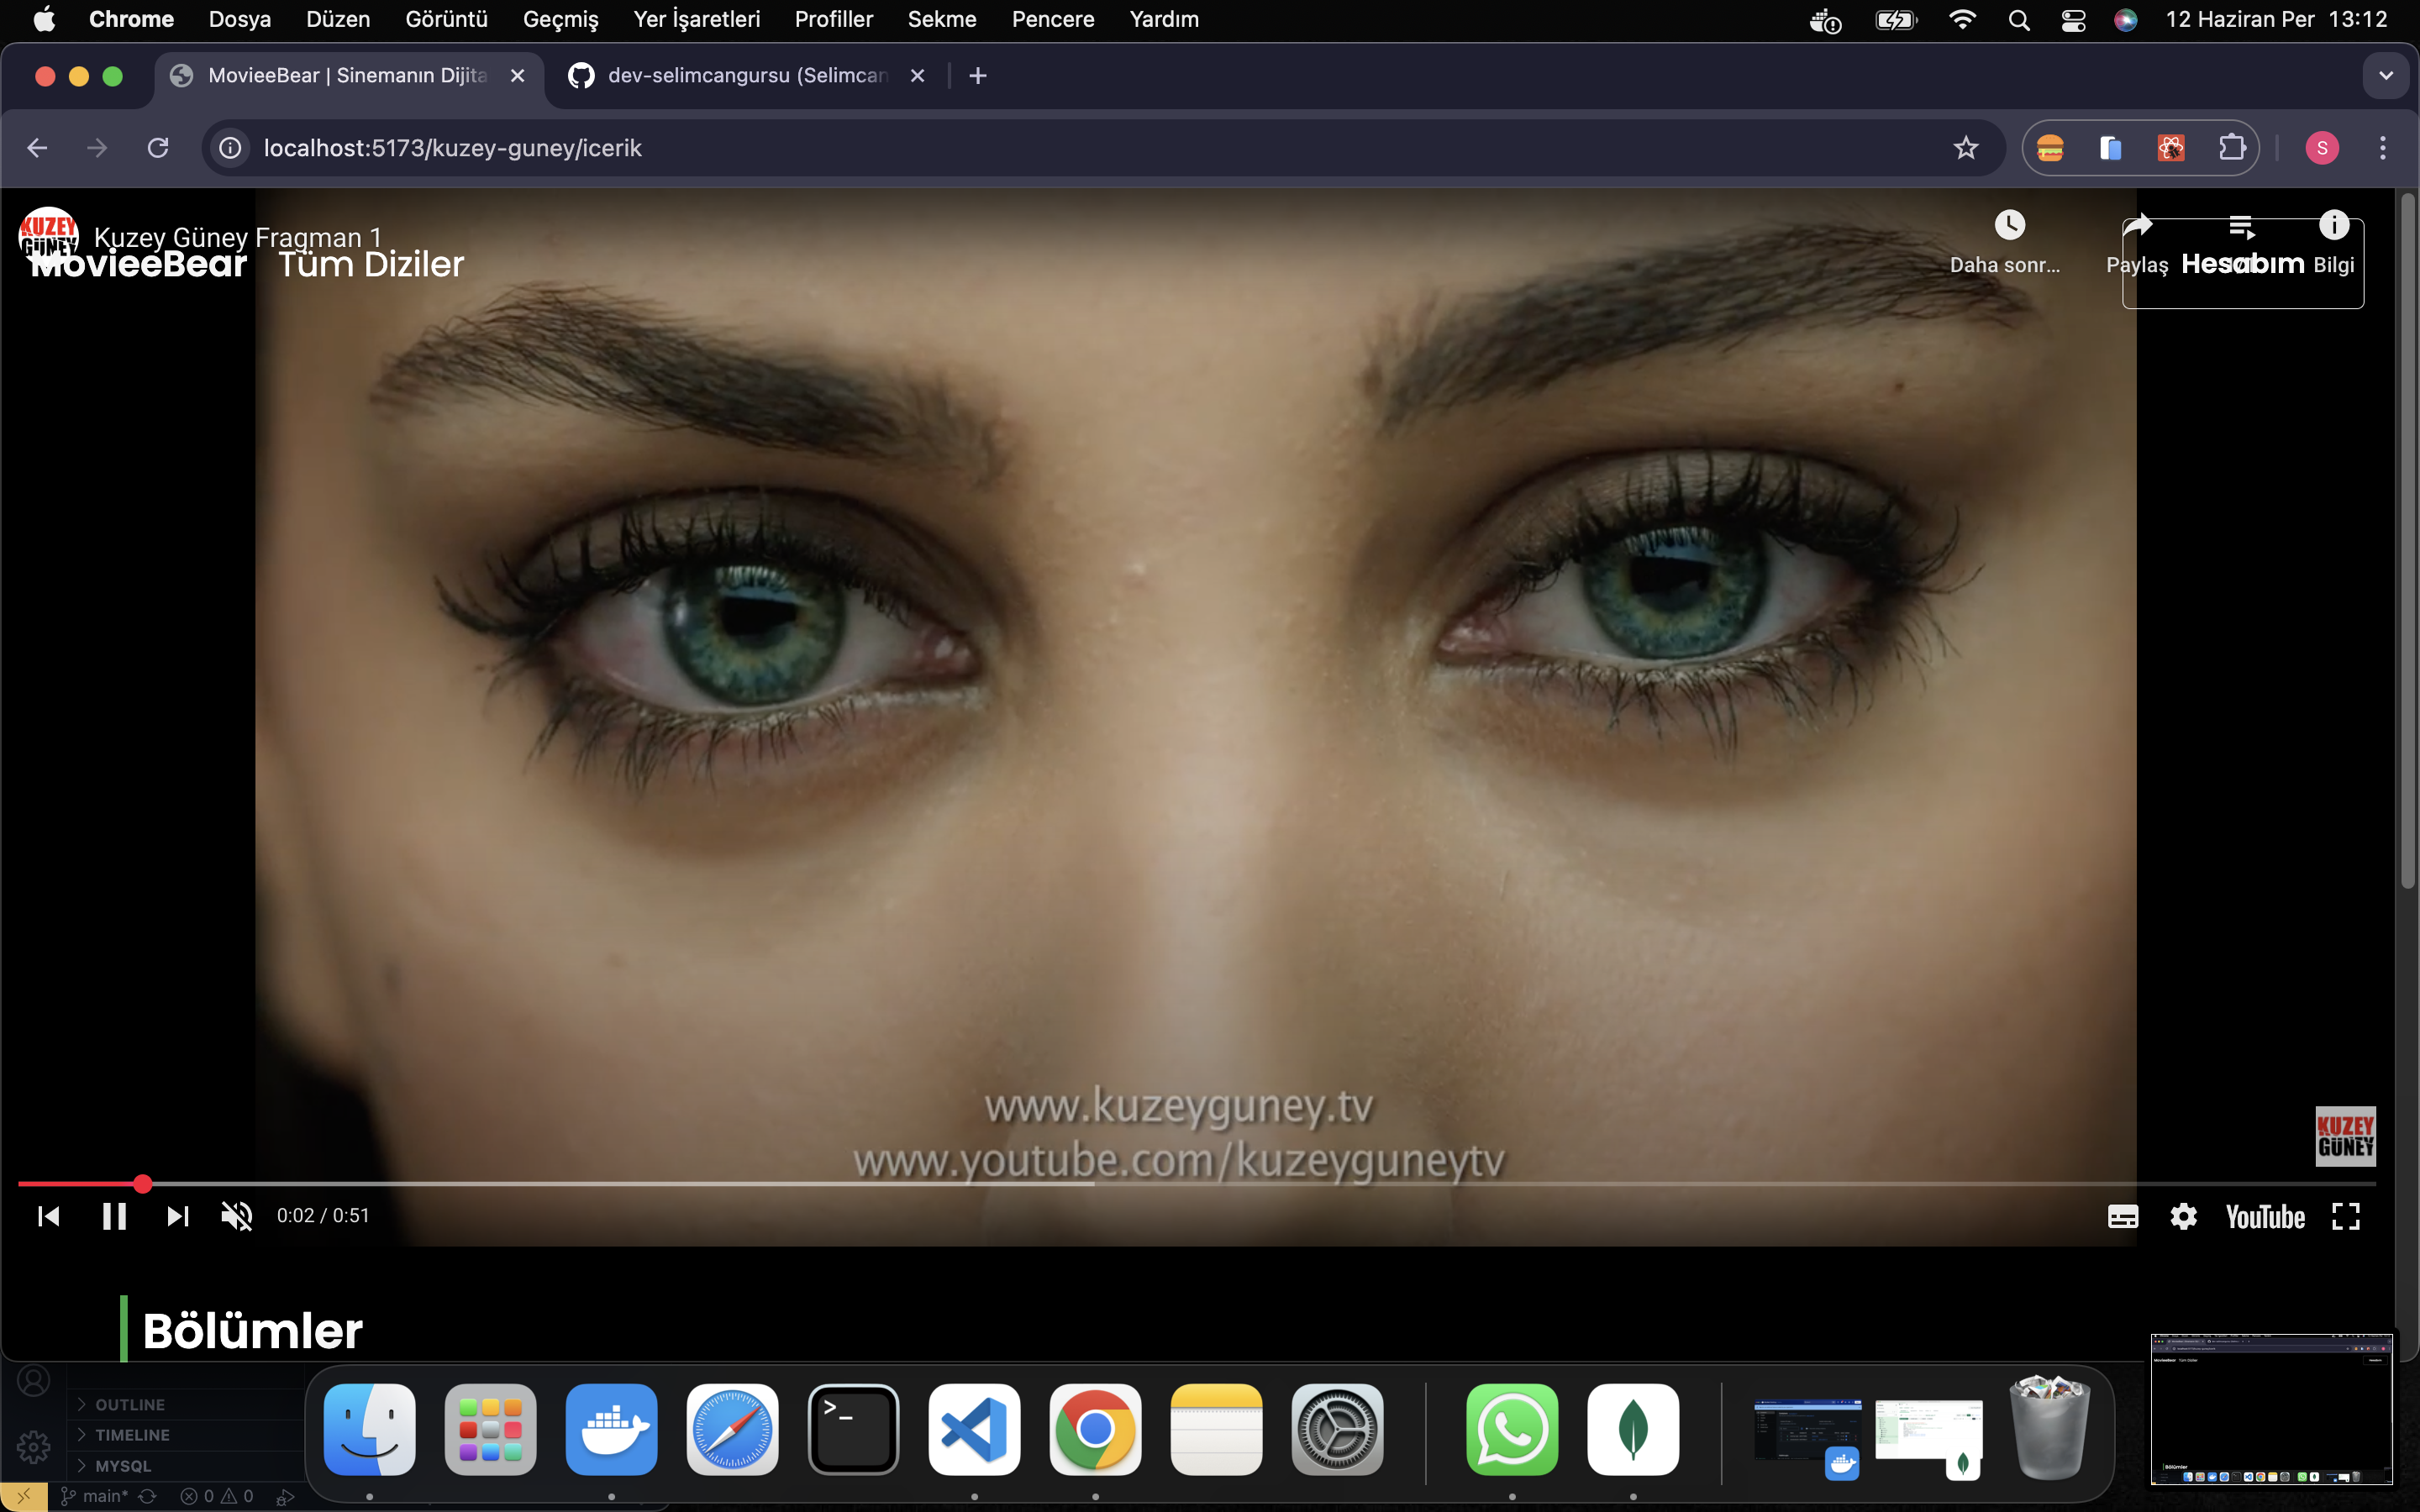 Chrome Dosya Düzen Görüntü Geçmiş Yer İşaretleri Profiller Sekme Pencere Yardım 12 Haziran Per 13:12
MovieeBear | Sinemanın Dijita
dev-selimcangursu (Selimcan
localhost:5173/kuzey-guney/icerik
S
KUZEY GÜNEY
Kuzey Güney Fragman 1
MovieeBear Tüm Diziler
Daha sonr... Paylaş Hesabım Bilgi
www.kuzeyguney.tv
www.youtube.com/kuzeyguneytv
KUZEY
GÜNEY
0:02 / 0:51
YouTube
Bölümler
OUTLINE
TIMELINE
MYSQL
main* 0 0